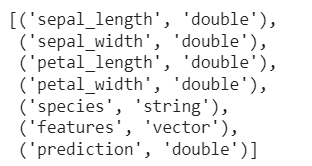 [('sepal_length', 'double'),
('sepal_width', 'double'),
('petal_length', 'double'),
('petal_width', 'double'),
('species', 'string'),
('features', 'vector'),
('prediction', 'double')]